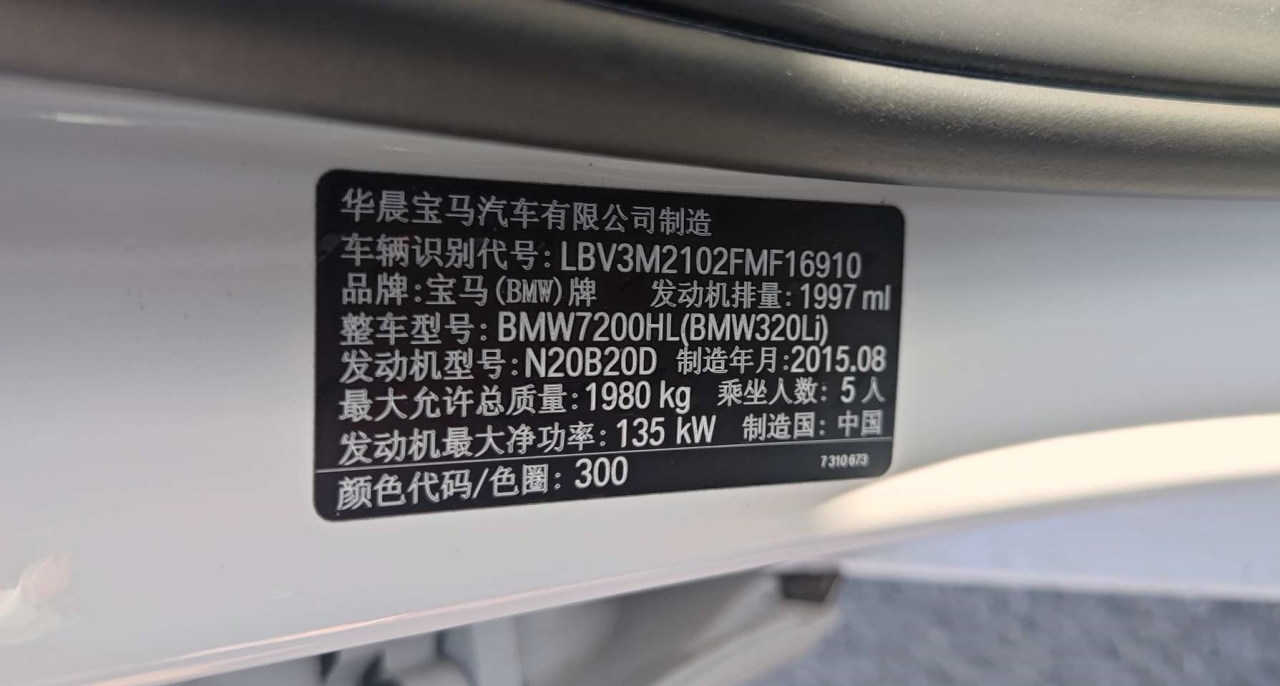 华晨宝马汽车有限公司制造
车辆识别代号: LBV3M2102FMF16910
品牌:宝马(BMW)牌 发动机排量: 1997 ml
整车型号: BMW7200HL(BMW320Li)
发动机型号: N20B20D 制造年月:2015.08
最大允许总质量: 1980 kg 乘坐人数: 5 人
发动机最大净功率: 135 kW 制造国: 中国
颜色代码/色圈: 300 7310673